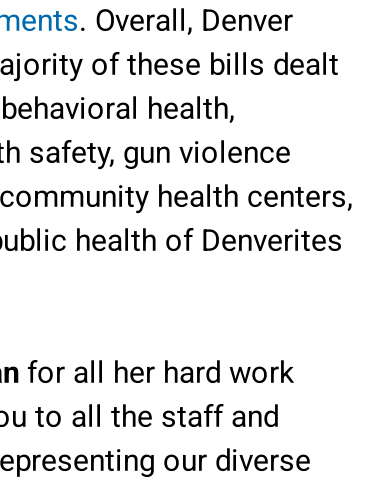 ments. Overall, Denver
ajority of these bills dealt
behavioral health,
th safety, gun violence
community health centers,
public health of Denverites
an for all her hard work
ou to all the staff and
epresenting our diverse